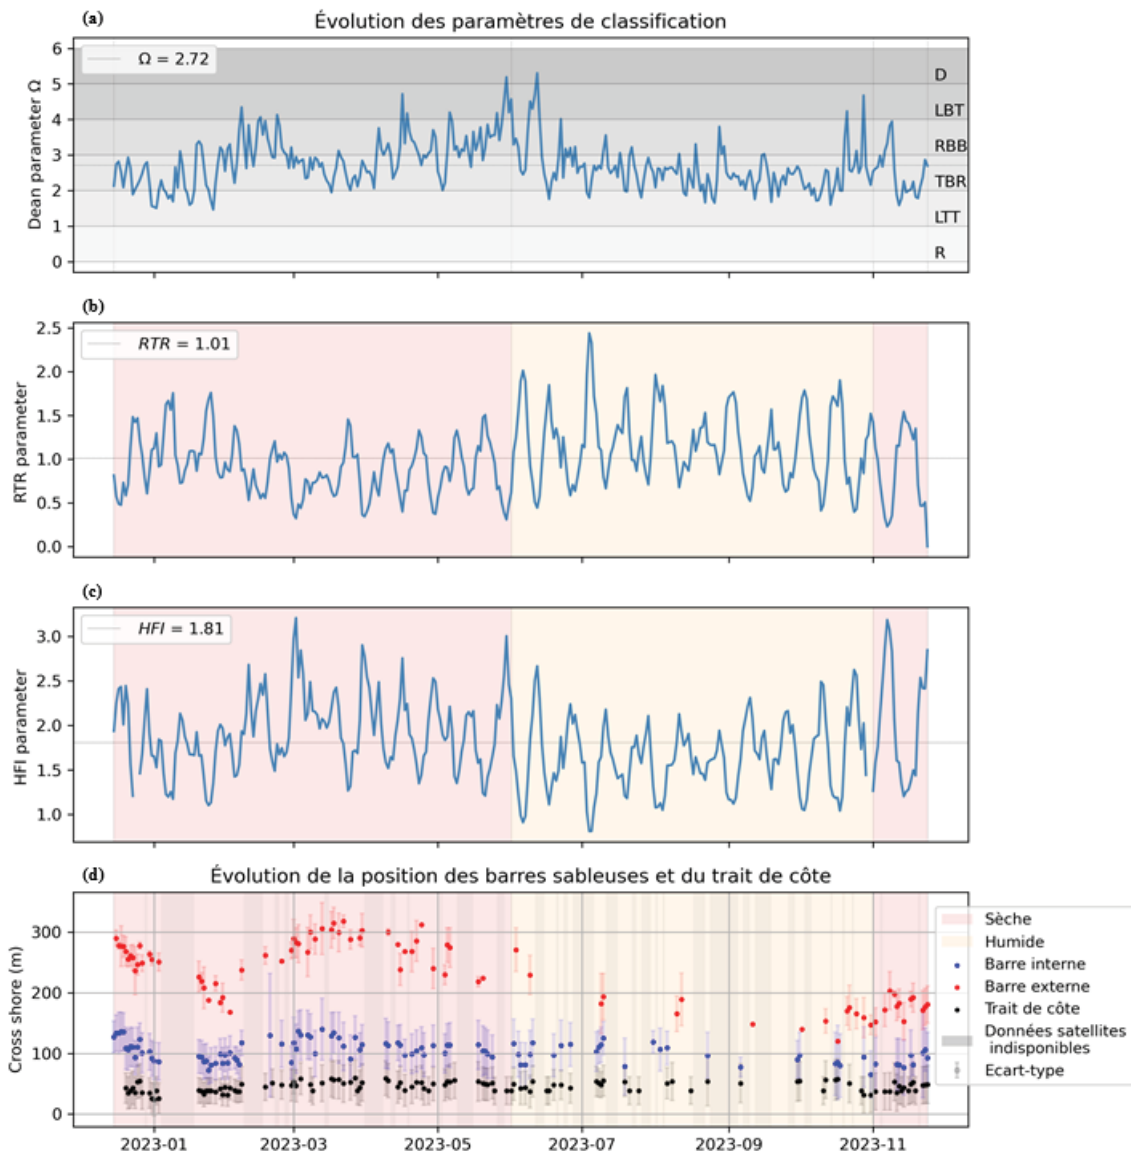 (a)
Évolution des paramètres de classification
Ω = 2.72
Dean parameter Ω
6
5
4
3
2
1
0
D
LBT
RBB
TBR
LTT
R
(b)
RTR = 1.01
RTR parameter
2.5
2.0
1.5
1.0
0.5
0.0
(c)
HFI = 1.81
HFI parameter
3.0
2.5
2.0
1.5
1.0
(d)
Évolution de la position des barres sableuses et du trait de côte
Cross shore (m)
300
200
100
0
2023-01
2023-03
2023-05
2023-07
2023-09
2023-11
Sèche
Humide
Barre interne
Barre externe
Trait de côte
Données satellites
indisponibles
Ecart-type